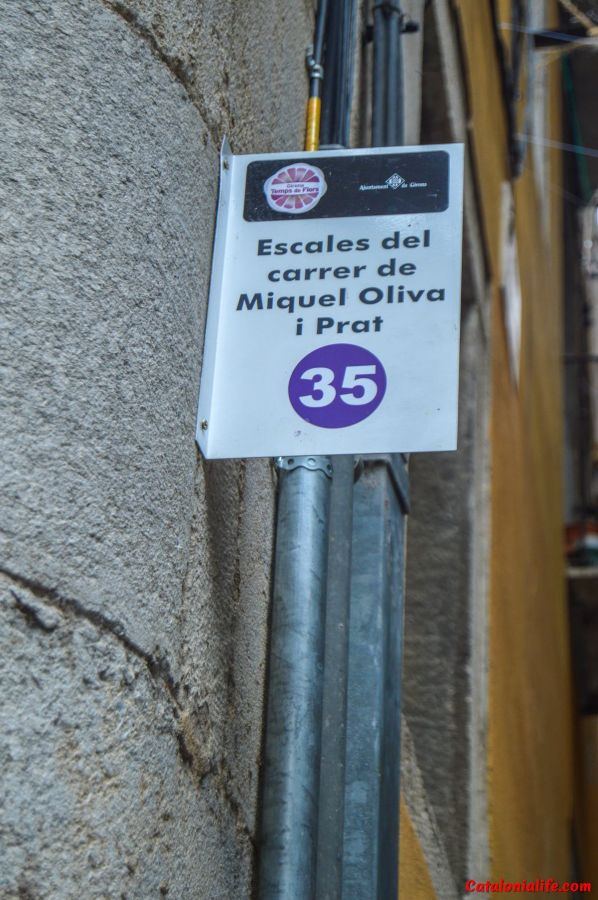 Girona
Temps de Flors
Ajuntament de Girona
Escales del
carrer de
Miquel Oliva
i Prat
35
Catalonialife.com